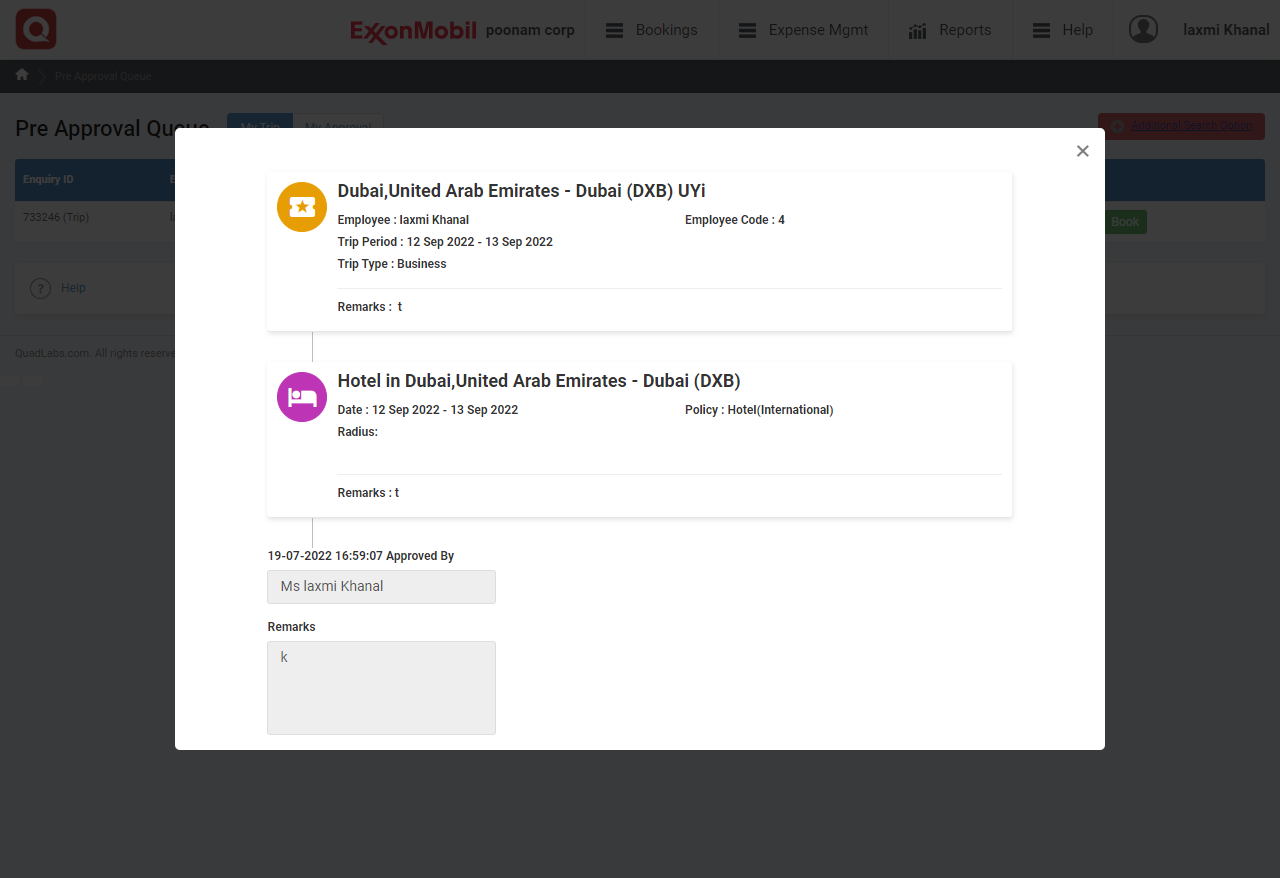 ExxonMobil poonam corp Bookings Expense Mgmt Reports Help laxmi Khanal
Pre Approval Queue
Pre Approval Queue My Trip My Approval Additional Search Option
Enquiry ID
733246 (Trip) Book
? Help
QuadLabs.com. All rights reserve
Dubai,United Arab Emirates - Dubai (DXB) UYi
Employee : laxmi Khanal Employee Code : 4
Trip Period : 12 Sep 2022 - 13 Sep 2022
Trip Type : Business
Remarks : t
Hotel in Dubai,United Arab Emirates - Dubai (DXB)
Date : 12 Sep 2022 - 13 Sep 2022 Policy : Hotel(International)
Radius:
Remarks : t
19-07-2022 16:59:07 Approved By
Ms laxmi Khanal
Remarks
k